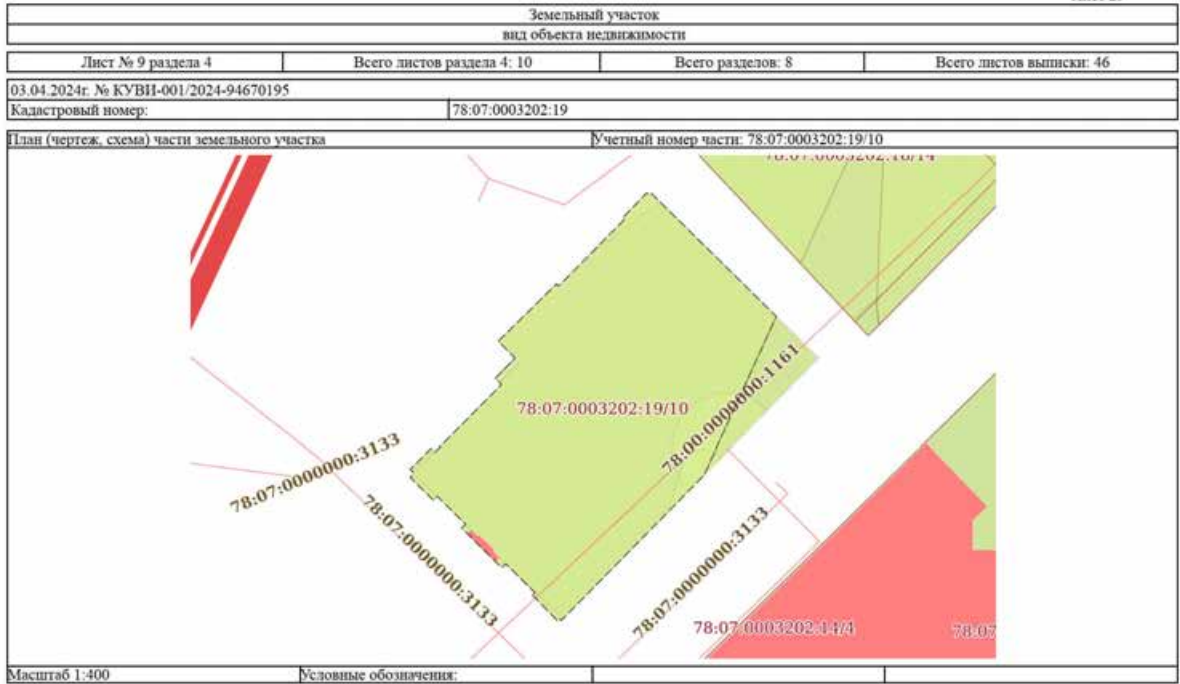 Земельный участок
вид объекта недвижимости
Лист № 9 раздела 4
Всего листов раздела 4: 10
Всего разделов: 8
Всего листов выписки: 46
03.04.2024г. № КУВИ-001/2024-94670195
Кадастровый номер:
78:07:0003202:19
План (чертеж, схема) части земельного участка
Учетный номер части: 78:07:0003202:19/10
78:00:0000000:1161
78:07:0003202:19/10
78:07:0000000:3133
78:07:0000000:3133
78:07:0000000:3133
78:07:0003202:14/4
78:07
Масштаб 1:400
Условные обозначения: